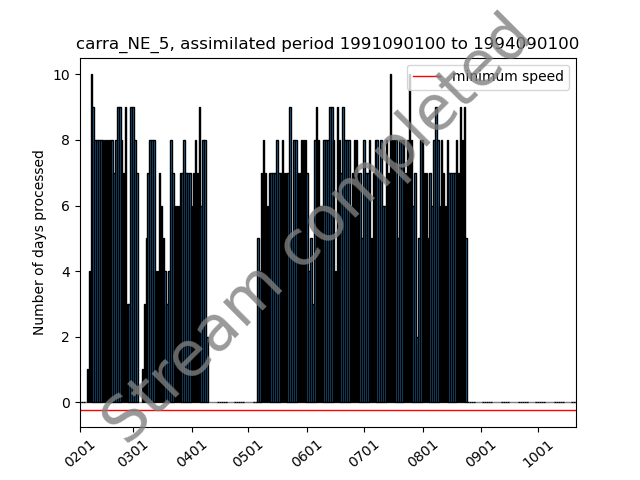 carra_NE_5, assimilated period 1991090100 to 1994090100
minimum speed
Number of days processed
10
8
6
4
2
0
0201 0301 0401 0501 0601 0701 0801 0901 1001
Stream completed